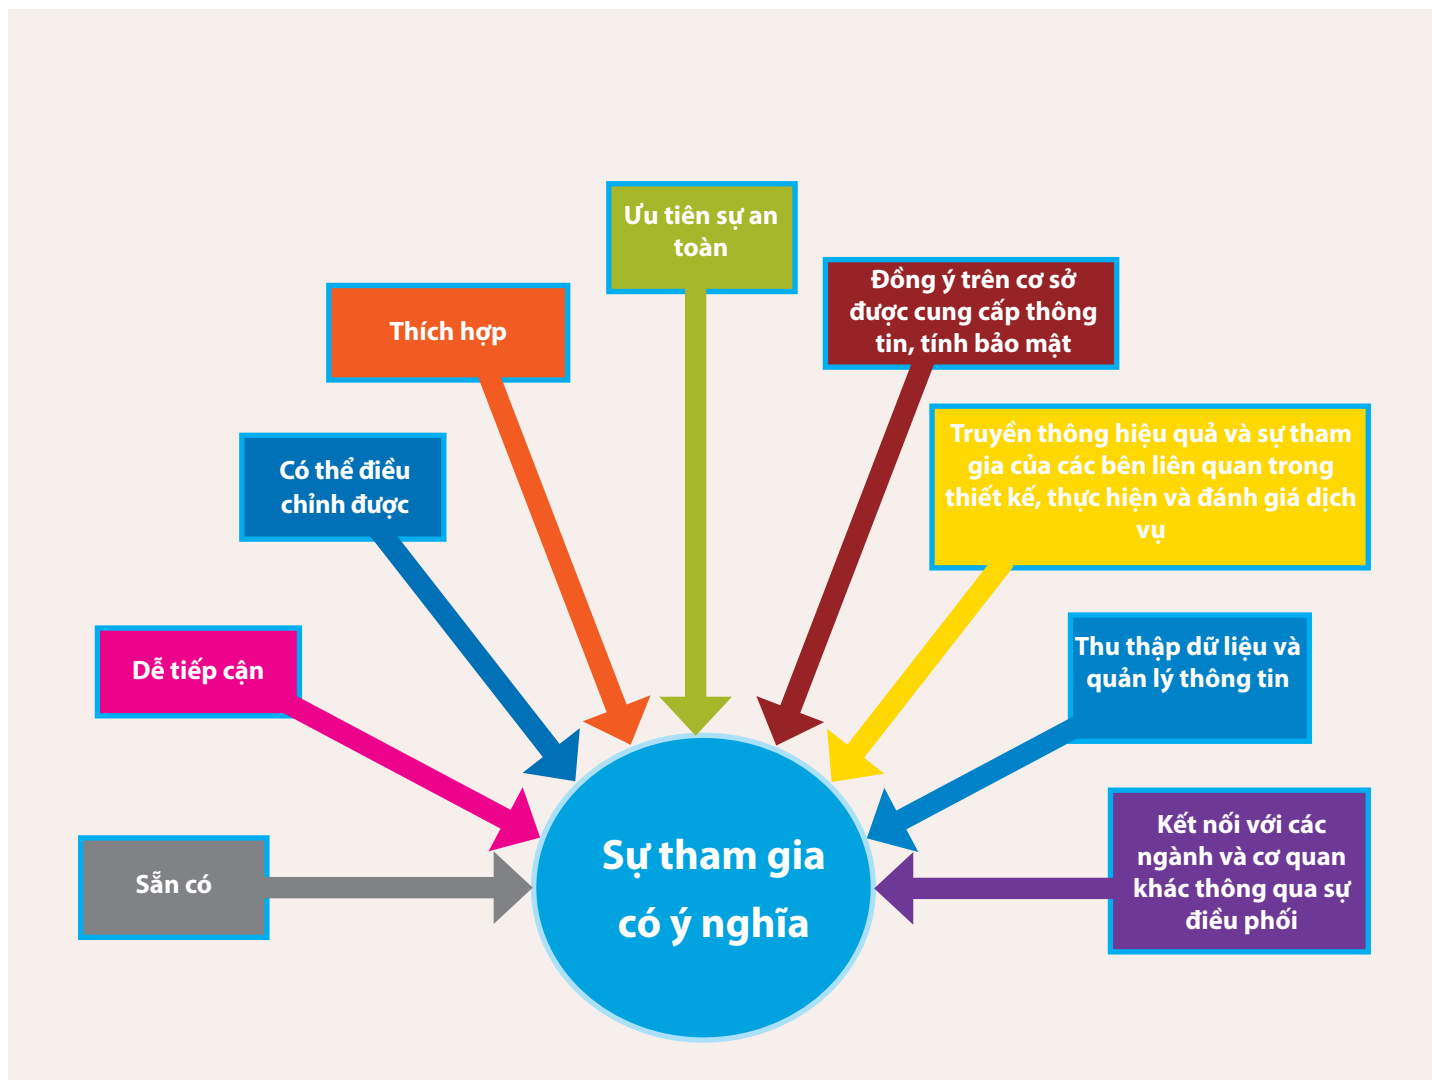 Ưu tiên sự an
toàn
Đồng ý trên cơ sở
được cung cấp thông
tin, tính bảo mật
Thích hợp
Truyền thông hiệu quả và sự tham
gia của các bên liên quan trong
thiết kế, thực hiện và đánh giá dịch
vụ
Có thể điều
chỉnh được
Thu thập dữ liệu và
quản lý thông tin
Dễ tiếp cận
Kết nối với các
ngành và cơ quan
khác thông qua sự
điều phối
Sẵn có
Sự tham gia
có ý nghĩa